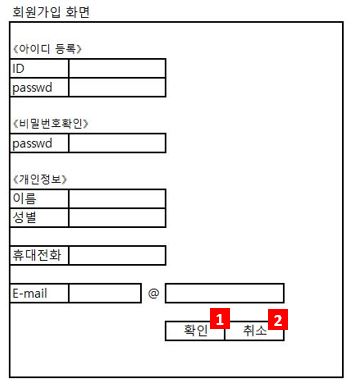 회원가입 화면
《아이디 등록》
ID
passwd
《비밀번호확인》
passwd
《개인정보》
이름
성별
휴대전화
E-mail @
확인 1 취소 2